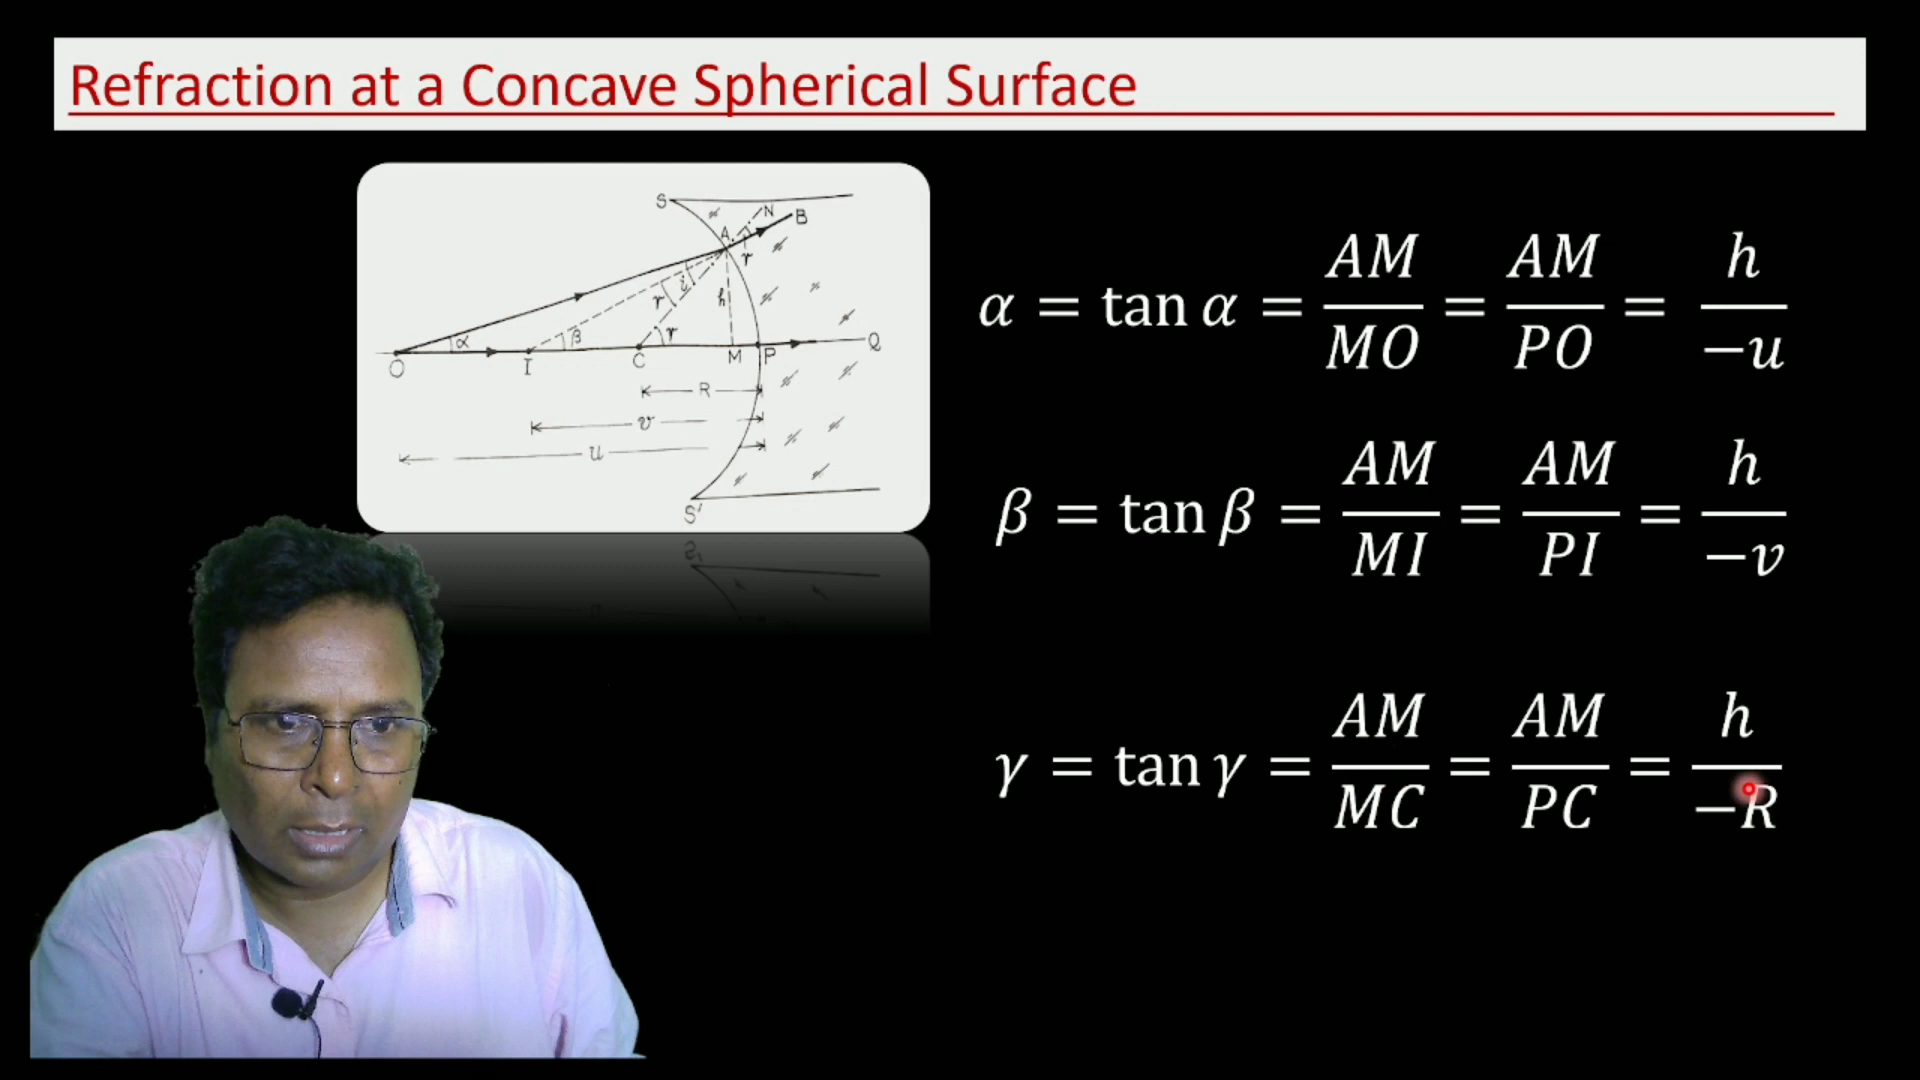 Refraction at a Concave Spherical Surface
S
N
B
A
r
i
r
h
α
β
γ
O
I
C
M
P
Q
R
v
u
S'
α = tan α = AM/MO = AM/PO = h/−u
β = tan β = AM/MI = AM/PI = h/−v
γ = tan γ = AM/MC = AM/PC = h/−R